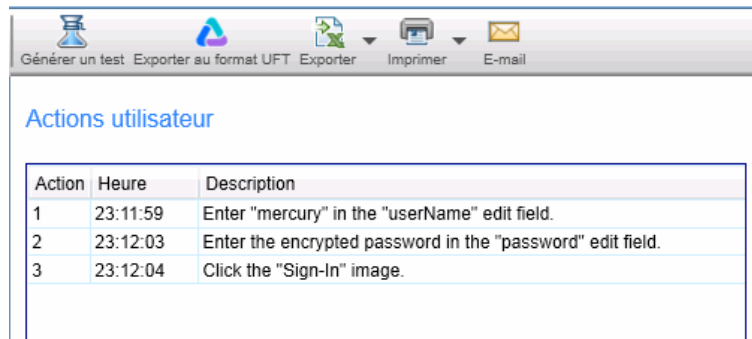 Générer un test Exporter au format UFT Exporter Imprimer E-mail
Actions utilisateur
Action Heure Description
1 23:11:59 Enter "mercury" in the "userName" edit field.
2 23:12:03 Enter the encrypted password in the "password" edit field.
3 23:12:04 Click the "Sign-In" image.